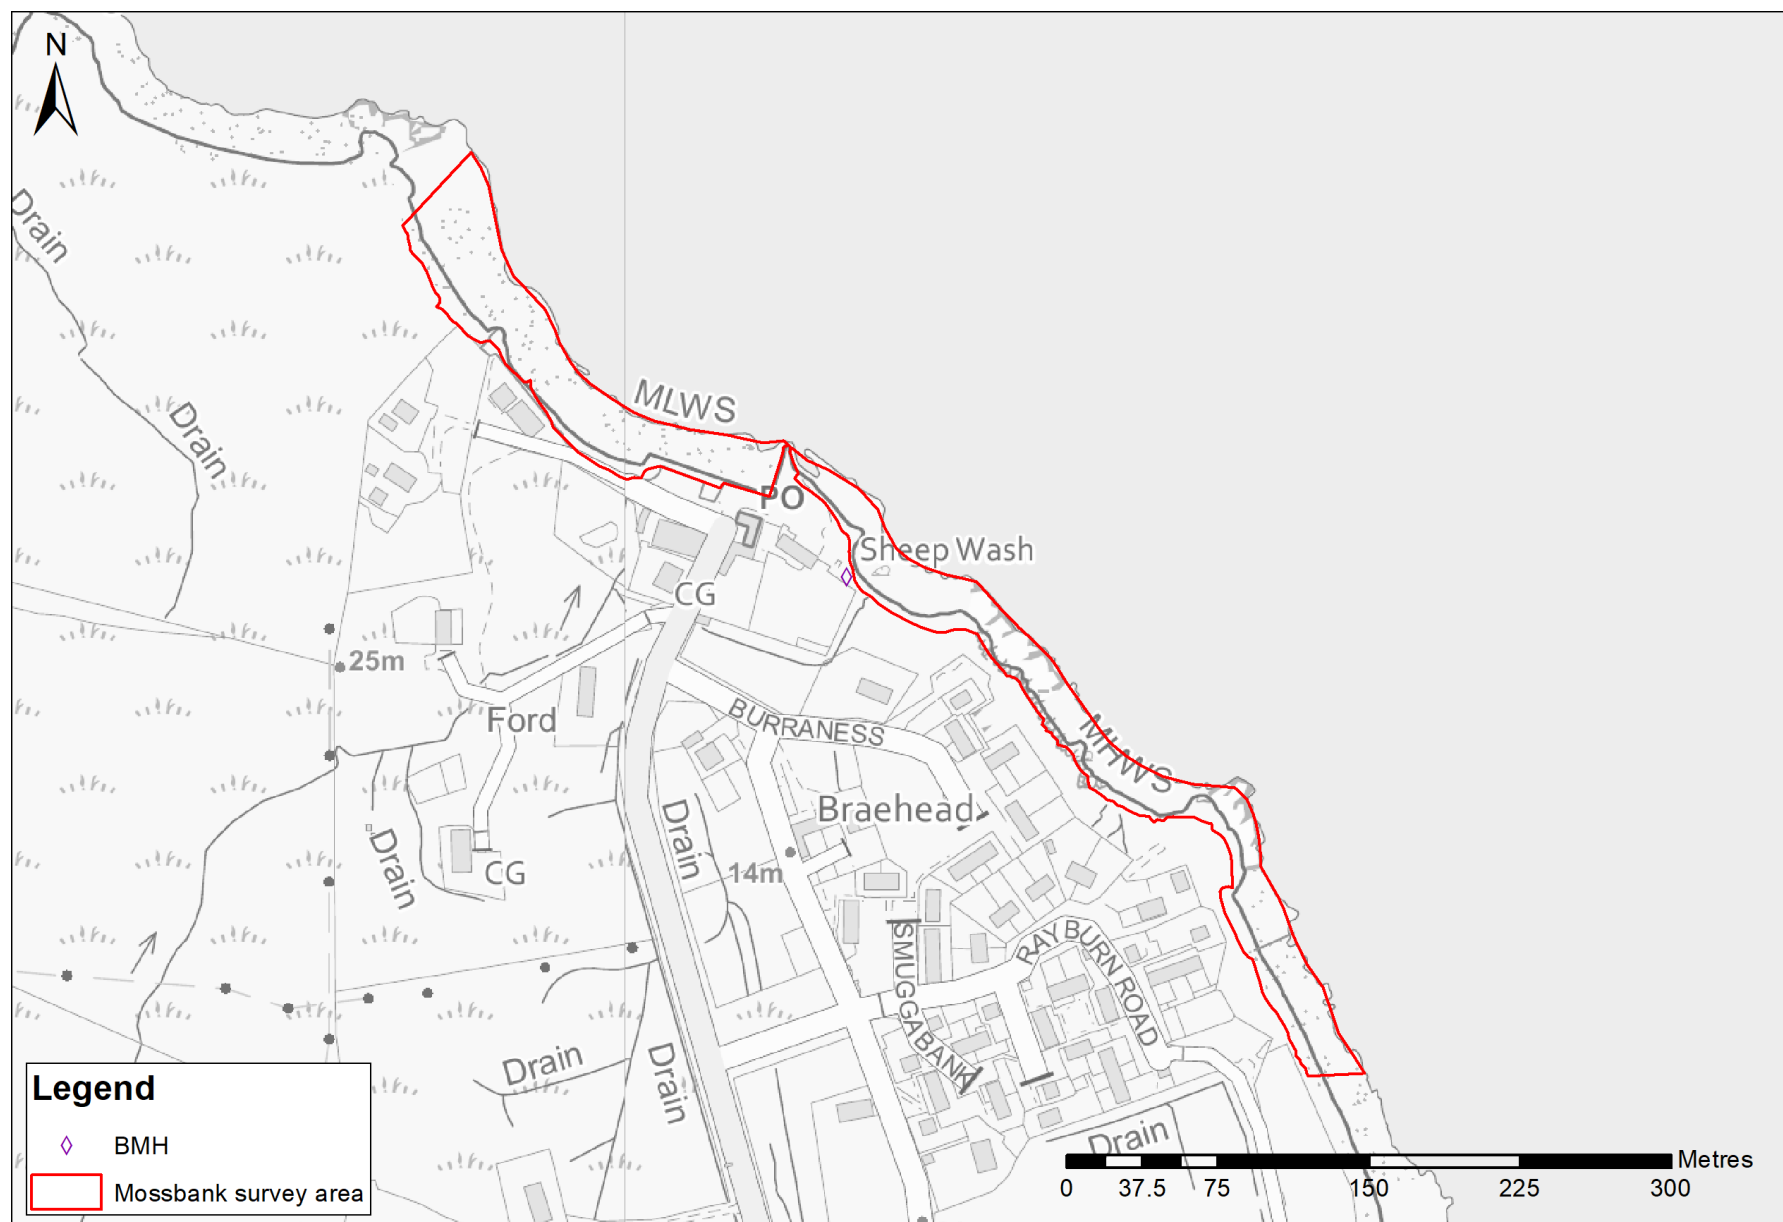 N
Drain
MLWS
Drain
PO
Sheep Wash
CG
25m
Ford
BURRANESS
MHWS
Drain
Braehead
Drain
14m
CG
SMUGGABANK
RAYBURN ROAD
Drain
Drain
Drain
Legend
BMH
Mossbank survey area
Metres
0 37.5 75 150 225 300